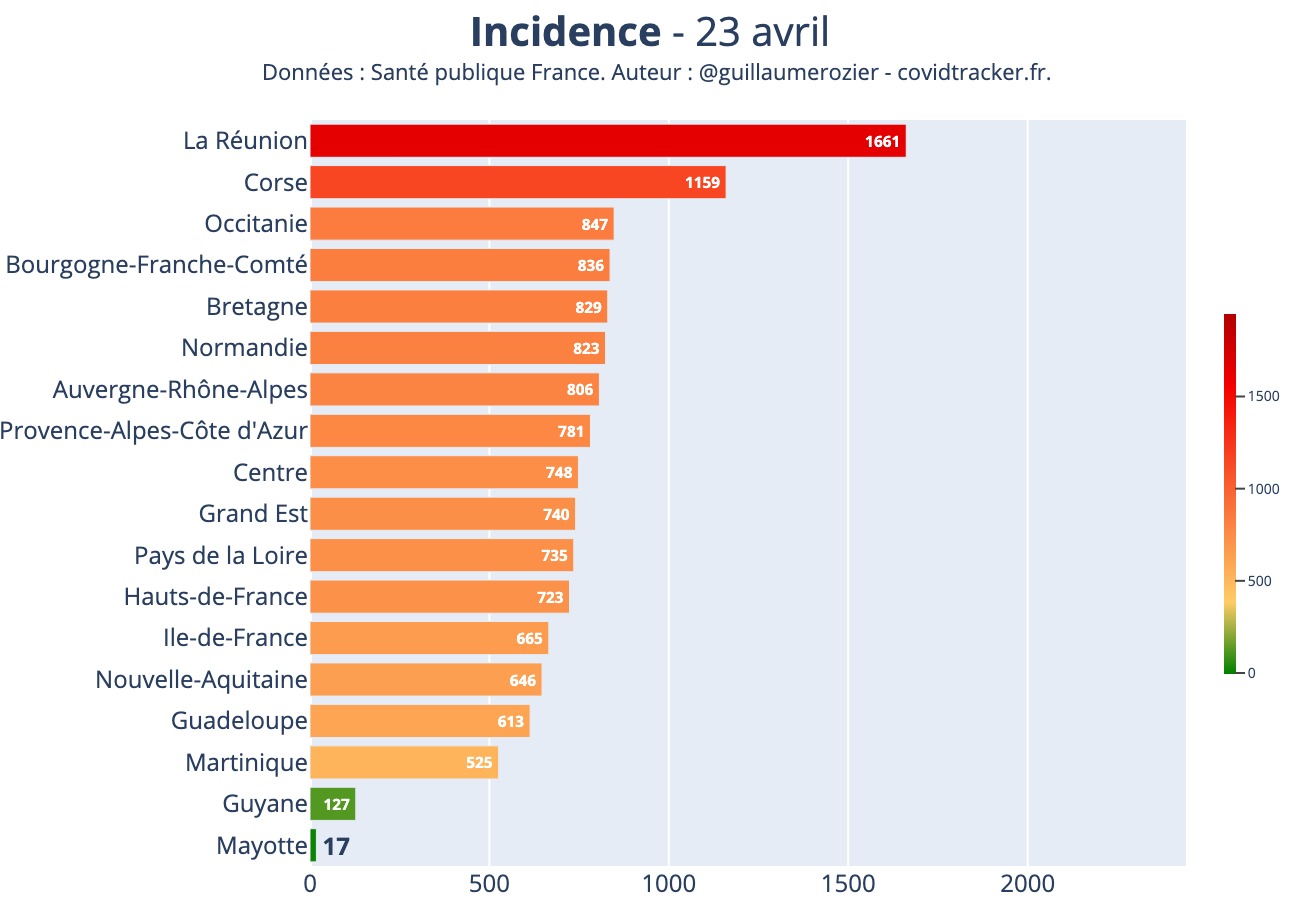 Incidence - 23 avril
Données : Santé publique France. Auteur : @guillaumerozier - covidtracker.fr.
La Réunion 1661
Corse 1159
Occitanie 847
Bourgogne-Franche-Comté 836
Bretagne 829
Normandie 823
Auvergne-Rhône-Alpes 806
Provence-Alpes-Côte d'Azur 781
Centre 748
Grand Est 740
Pays de la Loire 735
Hauts-de-France 723
Ile-de-France 665
Nouvelle-Aquitaine 646
Guadeloupe 613
Martinique 525
Guyane 127
Mayotte 17
0 500 1000 1500 2000
1500
1000
500
0